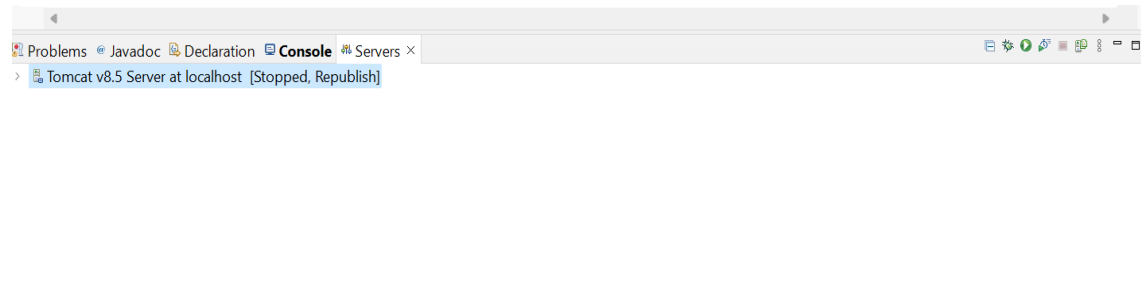 Problems @ Javadoc Declaration Console Servers ×
Tomcat v8.5 Server at localhost [Stopped, Republish]